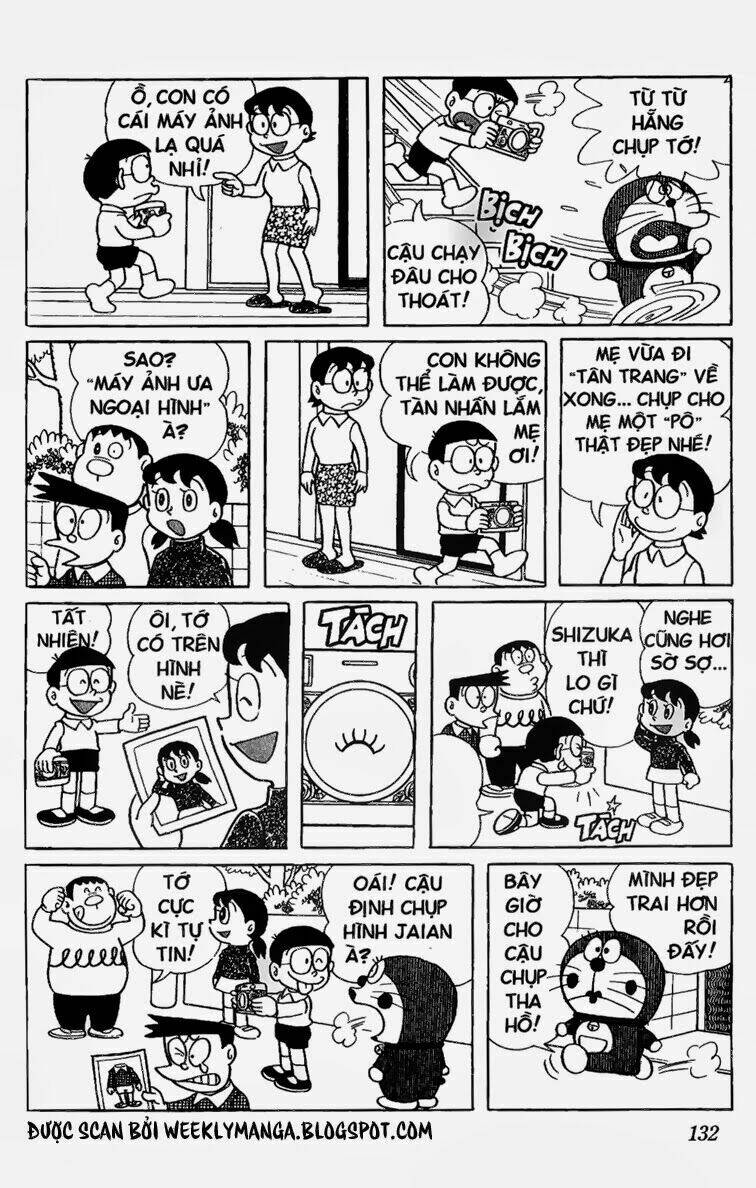 TỪ TỪ
HẴNG
CHỤP TỚ!
BỊCH
BỊCH
CẬU CHẠY
ĐÂU CHO
THOÁT!
Ồ, CON CÓ
CÁI MÁY ẢNH
LẠ QUÁ
NHỈ!
MẸ VỪA ĐI
“TÂN TRANG” VỀ
XONG... CHỤP CHO
MẸ MỘT “PÔ”
THẬT ĐẸP NHÉ!
CON KHÔNG
THỂ LÀM ĐƯỢC,
TÀN NHẪN LẮM
MẸ
ƠI!
SAO?
“MÁY ẢNH ƯA
NGOẠI HÌNH”
À?
NGHE
CŨNG HƠI
SỜ SỢ...
SHIZUKA
THÌ
LO GÌ
CHỨ!
TÁCH
TÁCH
ÔI, TỚ
CÓ TRÊN
HÌNH
NÈ!
TẤT
NHIÊN!
MÌNH ĐẸP
TRAI HƠN
RỒI
ĐẤY!
BÂY
GIỜ
CHO
CẬU
CHỤP
THA
HỒ!
OÁI! CẬU
ĐỊNH CHỤP
HÌNH JAIAN
À?
TỚ
CỰC
KÌ TỰ
TIN!
ĐƯỢC SCAN BỞI WEEKLYMANGA.BLOGSPOT.COM
132